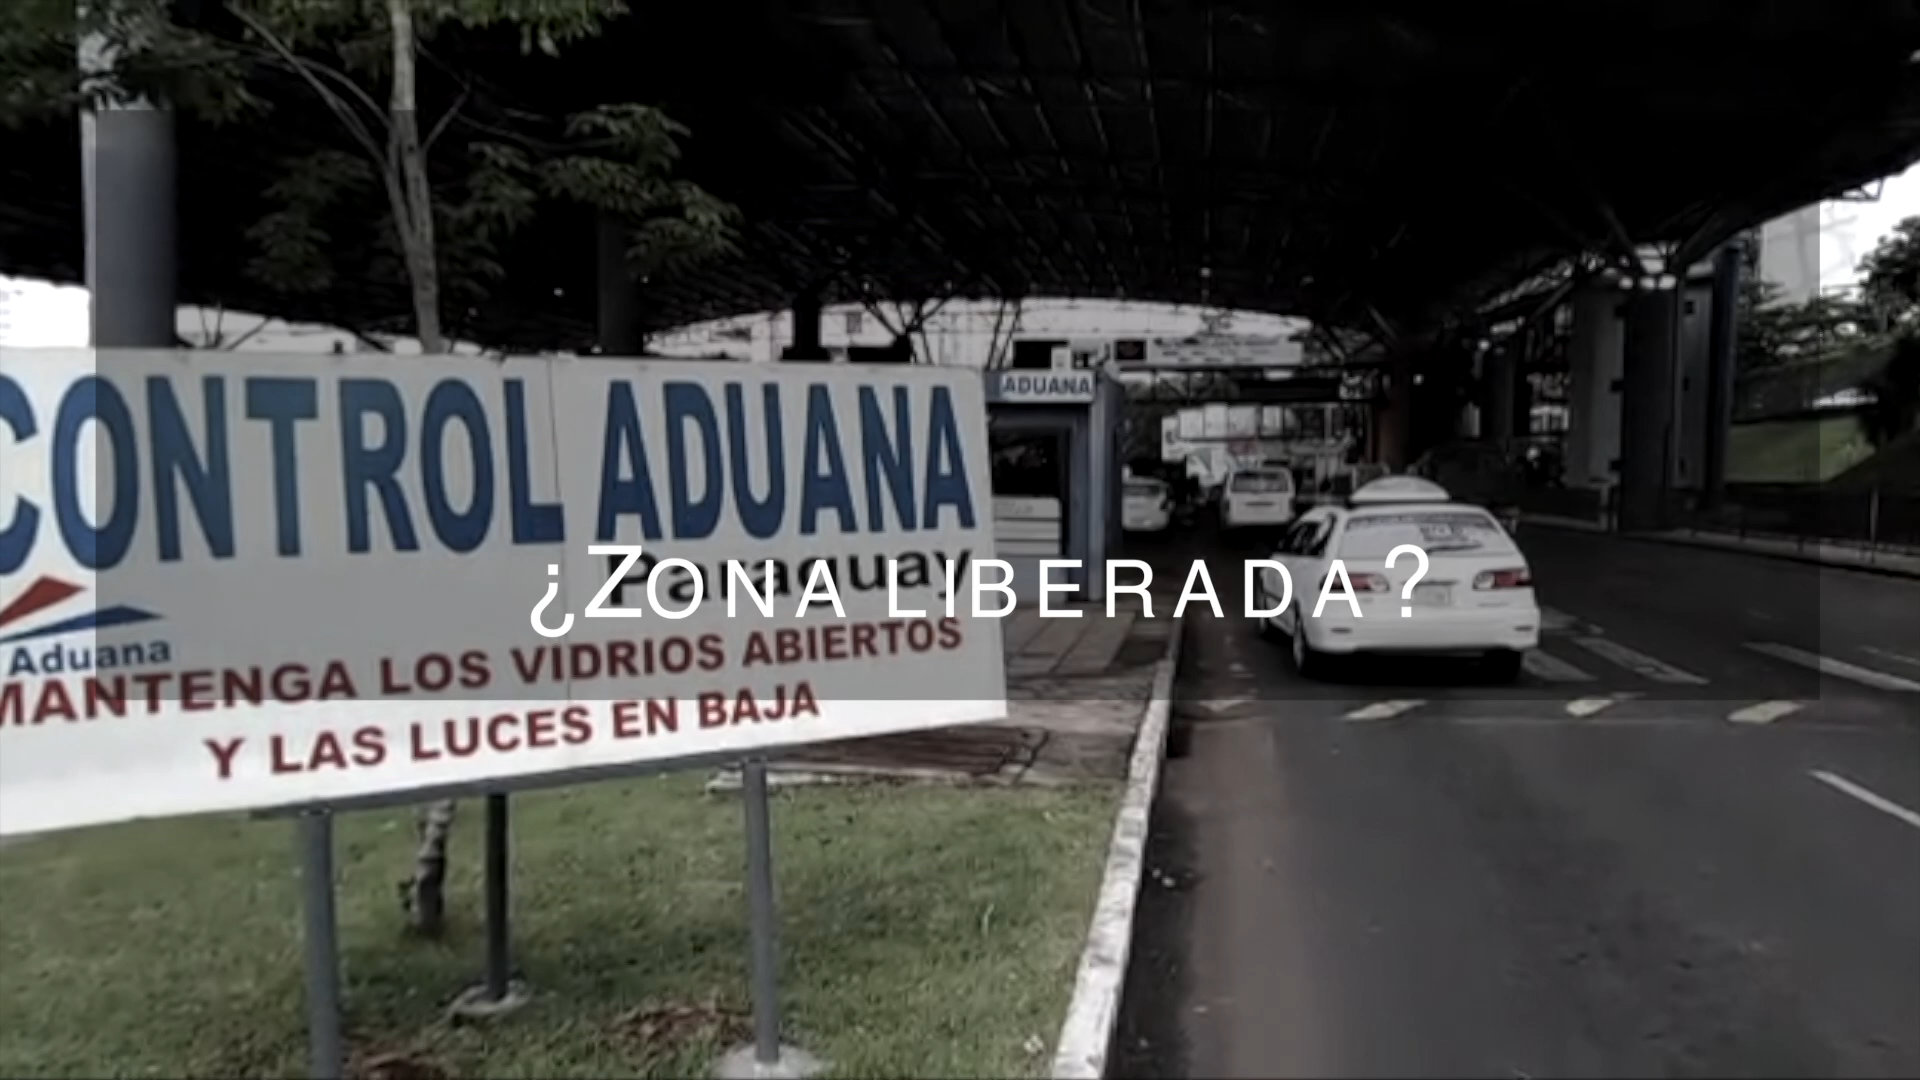 CONTROL ADUANA
Paraguay
Aduana
MANTENGA LOS VIDRIOS ABIERTOS
Y LAS LUCES EN BAJA
ADUANA
¿ZONA LIBERADA?